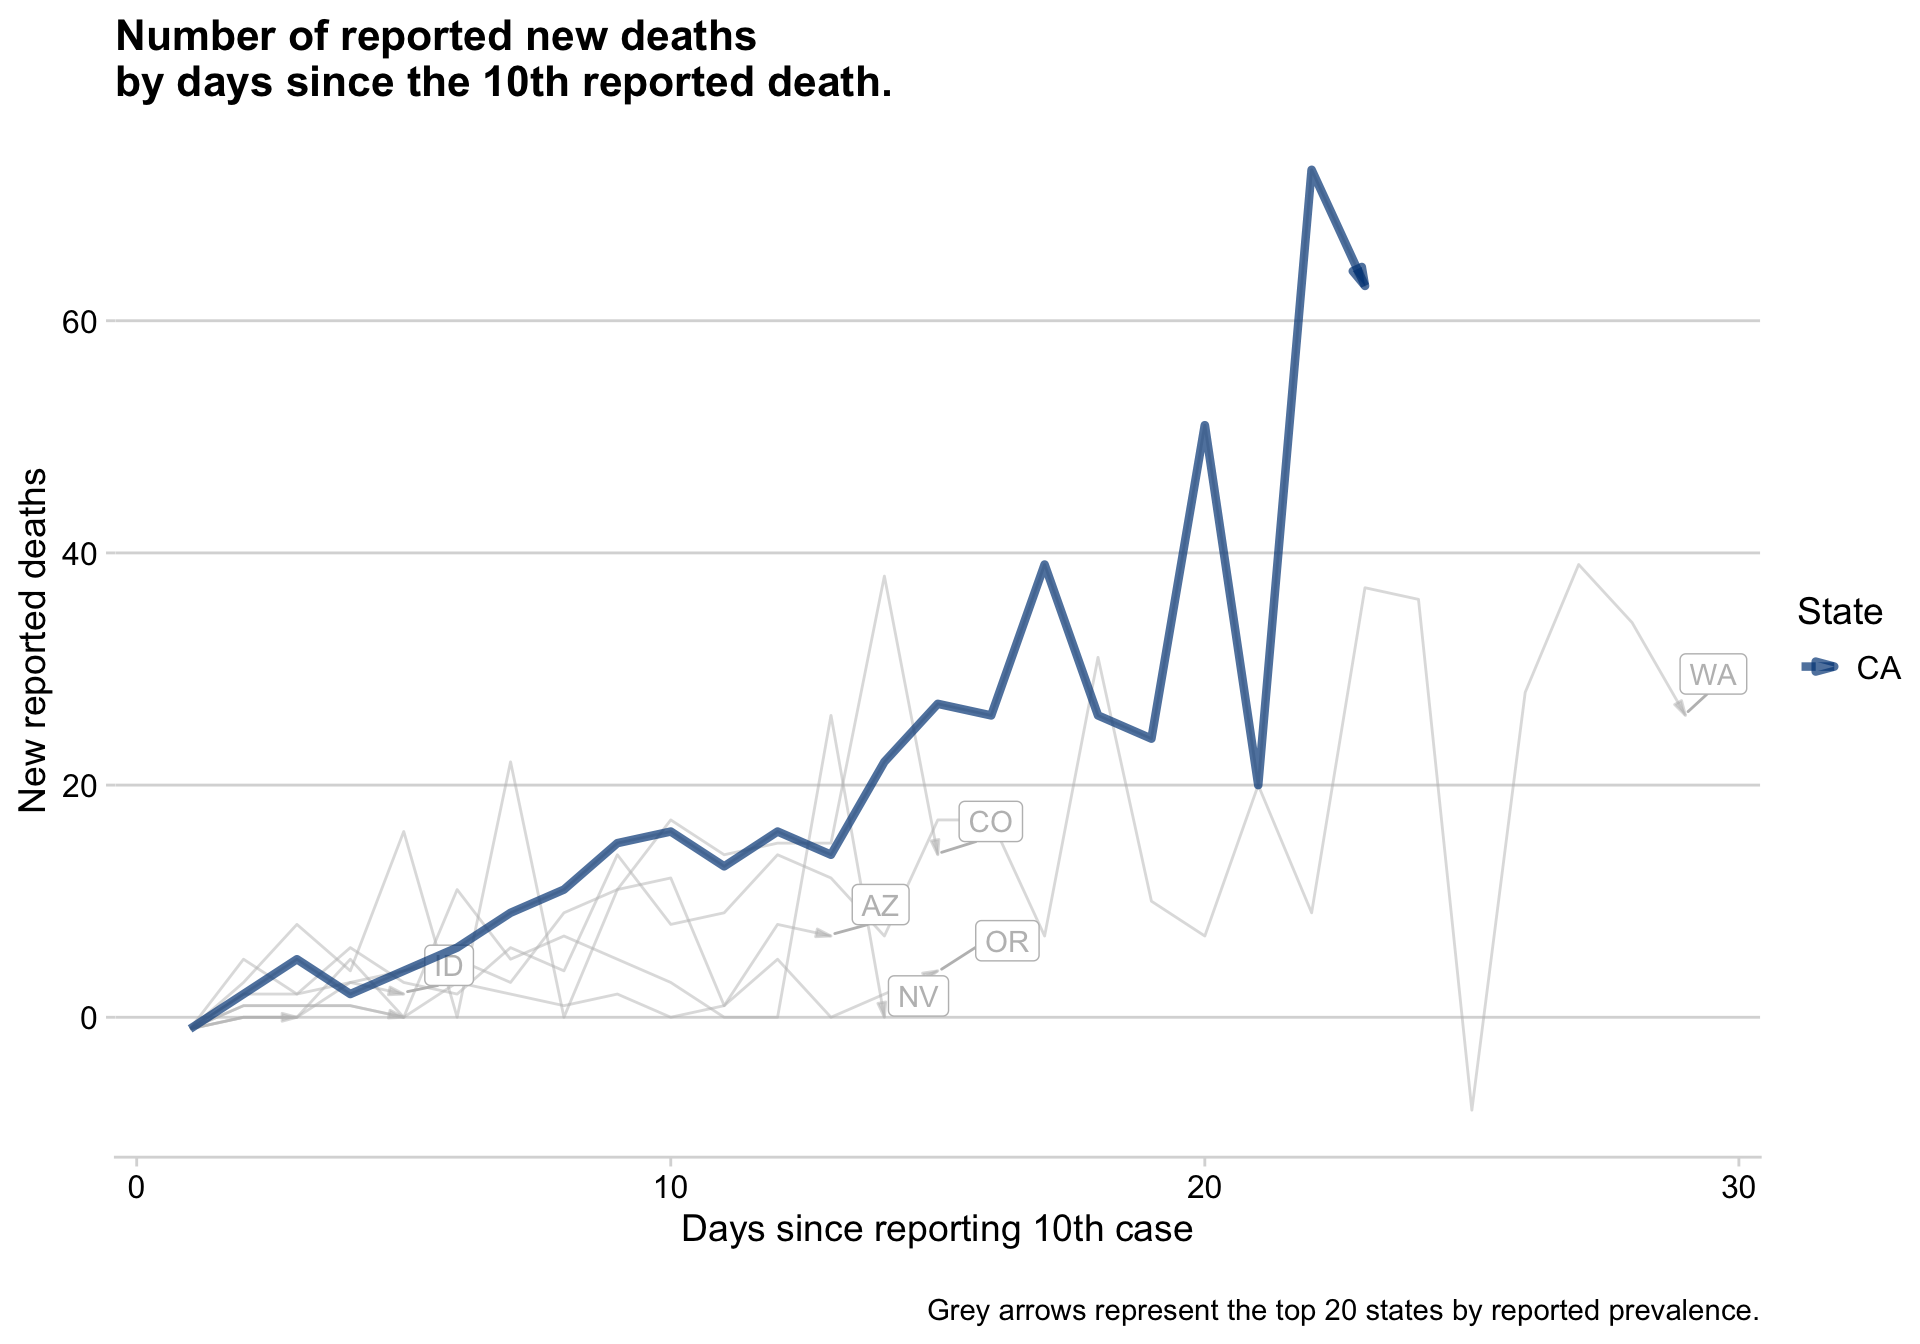 Number of reported new deaths
by days since the 10th reported death.
New reported deaths
60
40
20
0
WA
CO
AZ
OR
ID
NV
State
CA
0 10 20 30
Days since reporting 10th case
Grey arrows represent the top 20 states by reported prevalence.